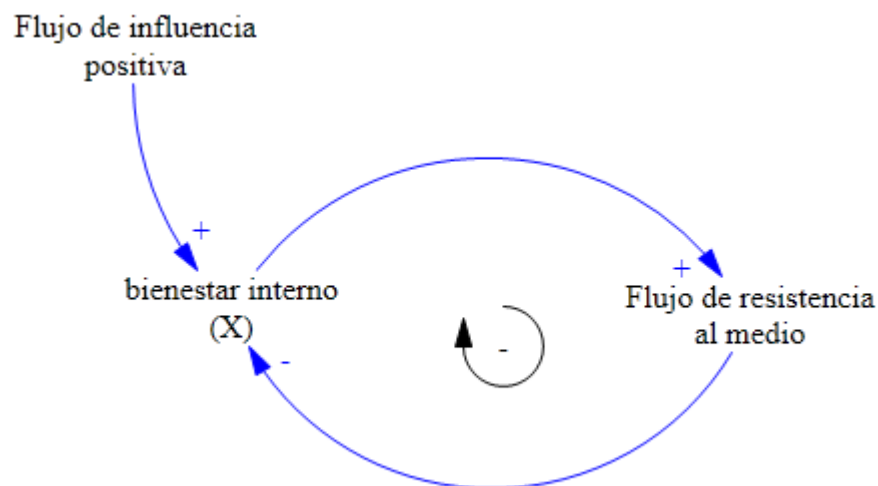 Flujo de influencia
positiva
+
bienestar interno
(X)
+
Flujo de resistencia
al medio
-
-